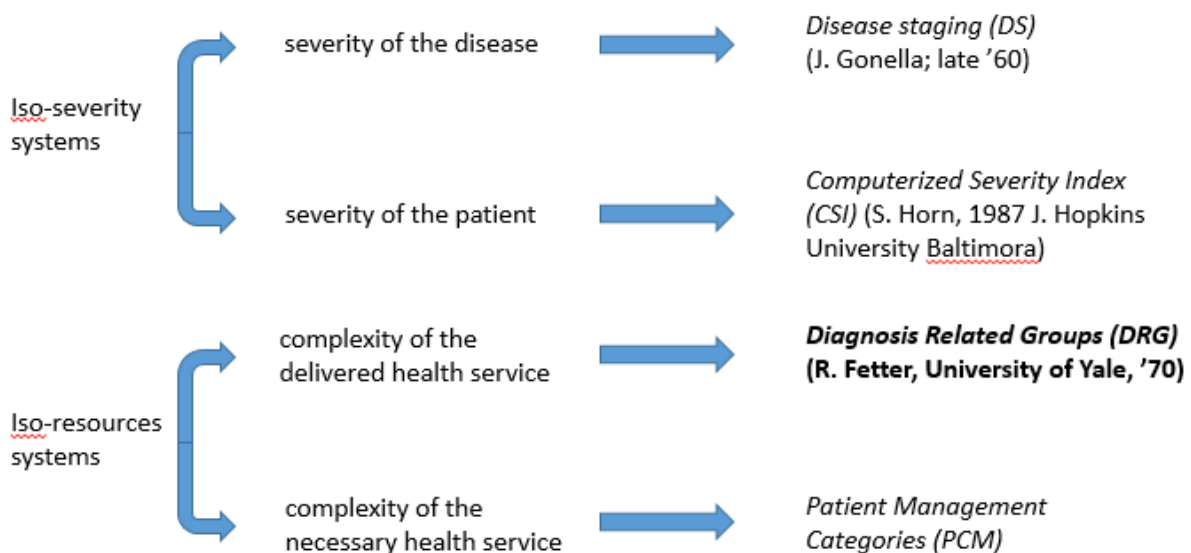 Iso-severity
systems
severity of the disease
Disease staging (DS)
(J. Gonella; late ’60)
severity of the patient
Computerized Severity Index
(CSI) (S. Horn, 1987 J. Hopkins
University Baltimora)
Iso-resources
systems
complexity of the
delivered health service
Diagnosis Related Groups (DRG)
(R. Fetter, University of Yale, ’70)
complexity of the
necessary health service
Patient Management
Categories (PCM)